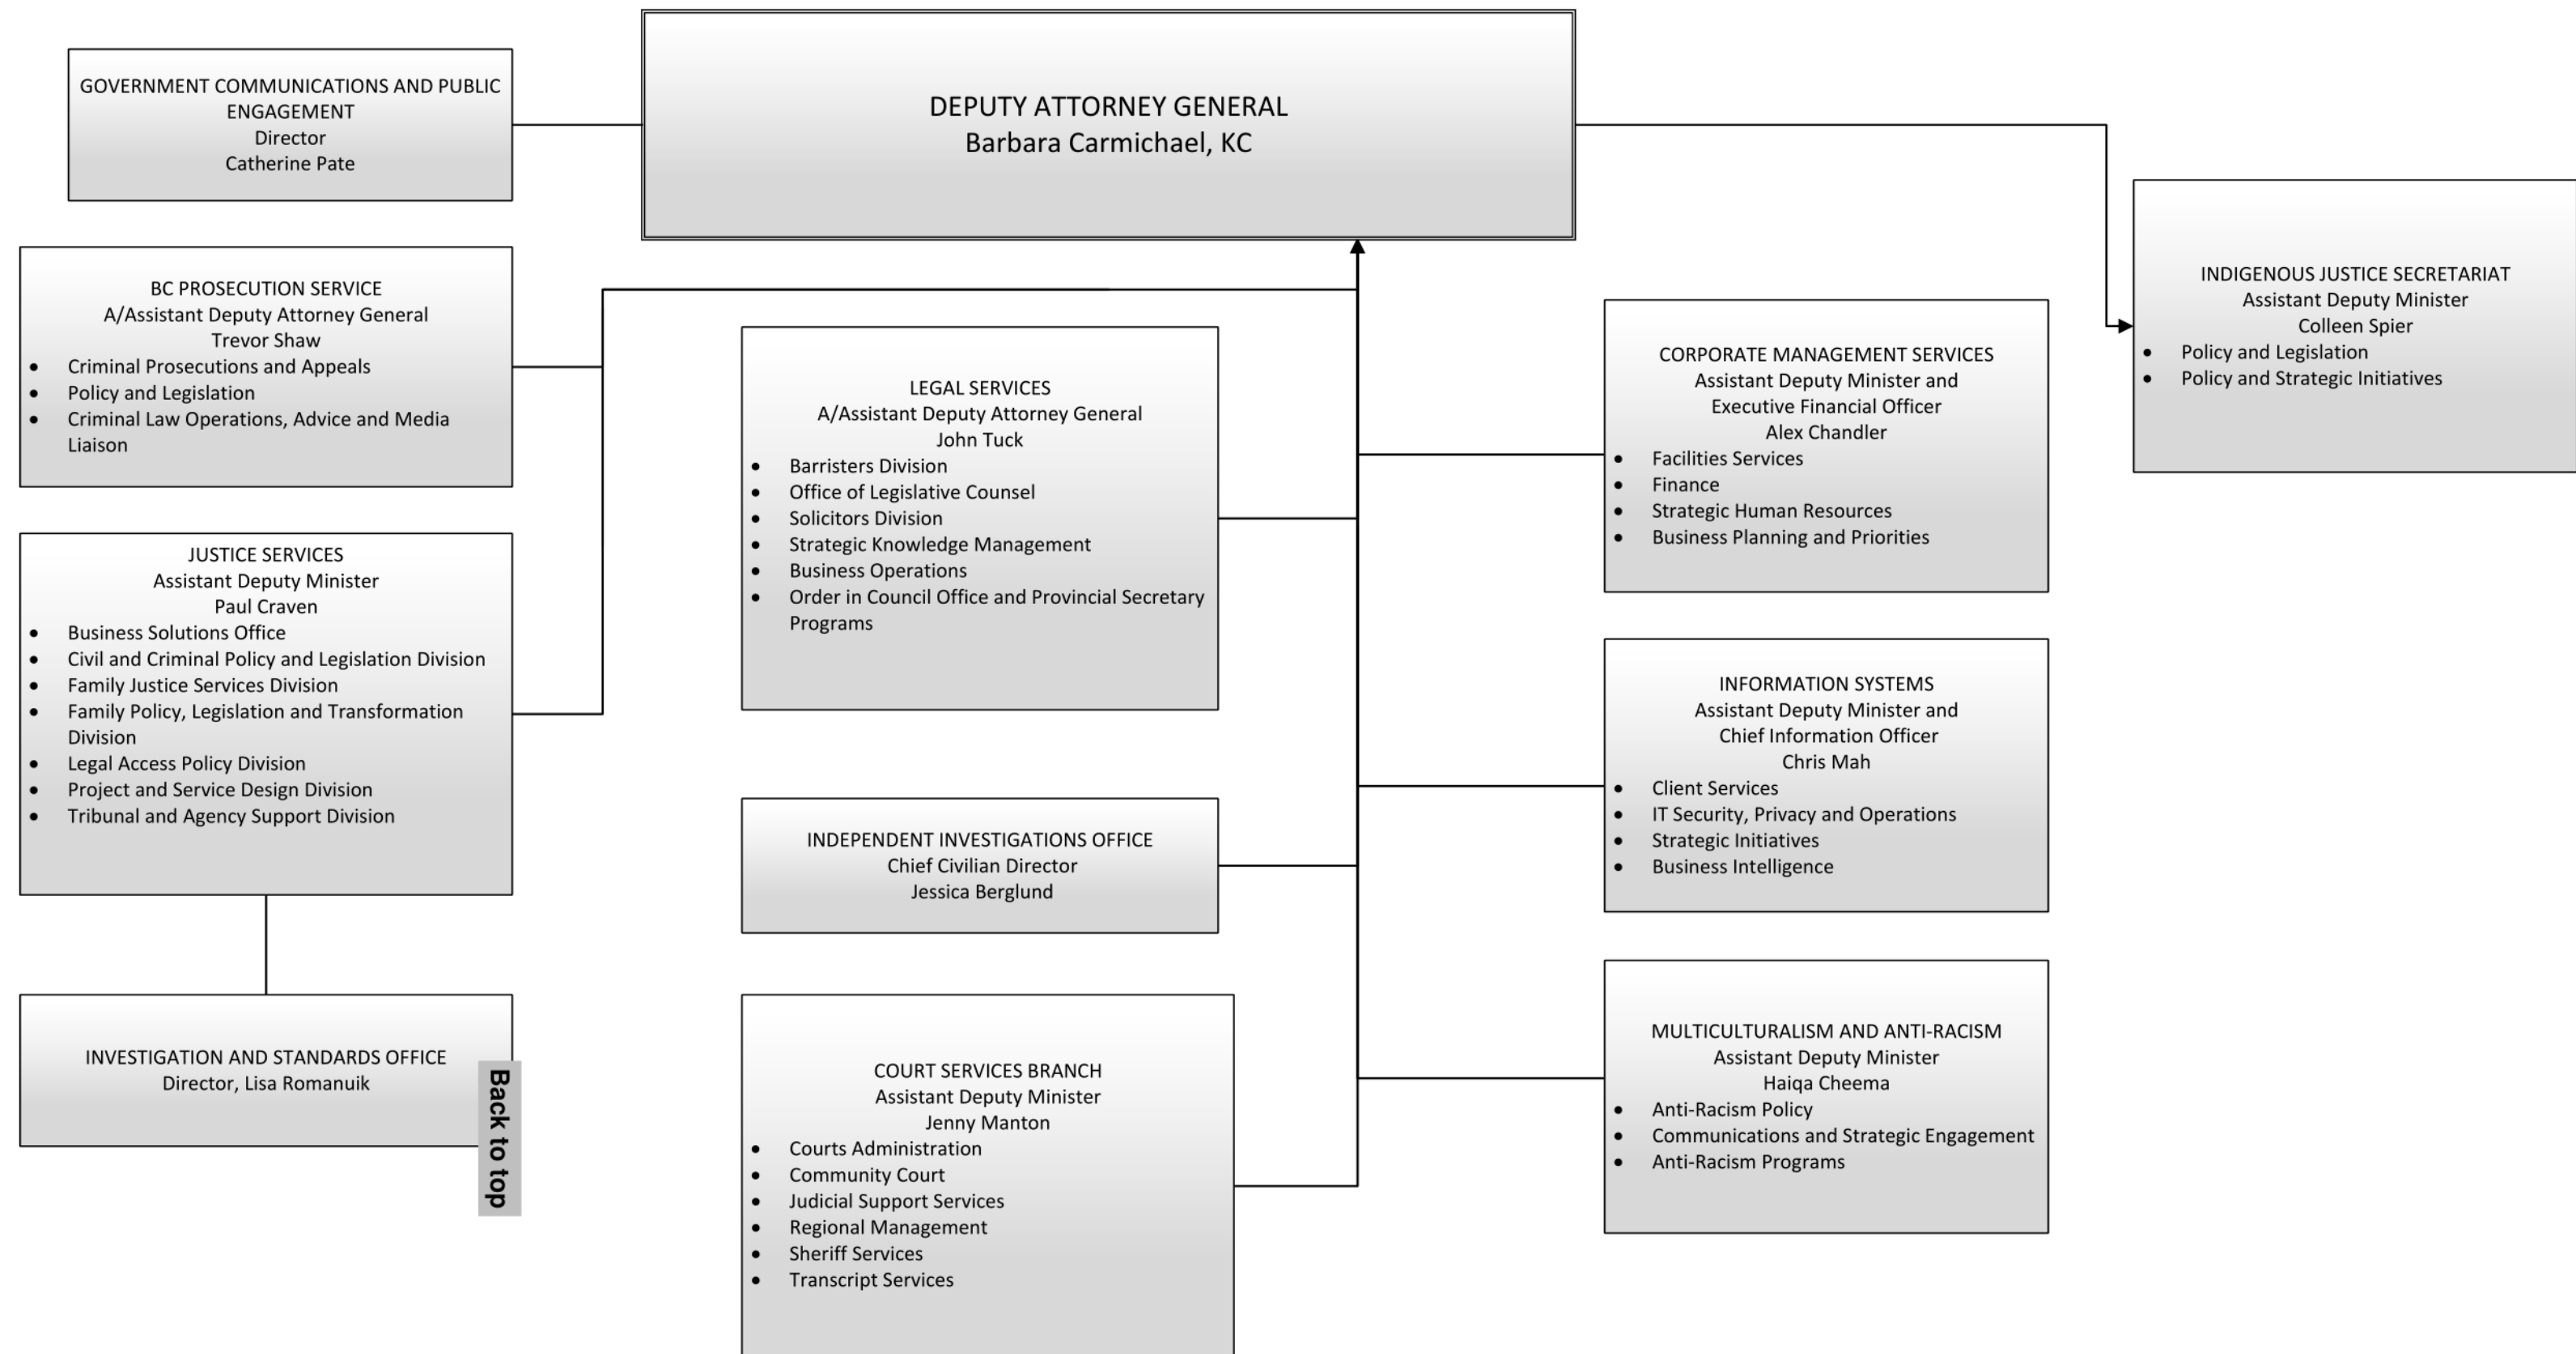 GOVERNMENT COMMUNICATIONS AND PUBLIC
ENGAGEMENT
Director
Catherine Pate
DEPUTY ATTORNEY GENERAL
Barbara Carmichael, KC
INDIGENOUS JUSTICE SECRETARIAT
Assistant Deputy Minister
Colleen Spier
• Policy and Legislation
• Policy and Strategic Initiatives
BC PROSECUTION SERVICE
A/Assistant Deputy Attorney General
Trevor Shaw
• Criminal Prosecutions and Appeals
• Policy and Legislation
• Criminal Law Operations, Advice and Media
Liaison
LEGAL SERVICES
A/Assistant Deputy Attorney General
John Tuck
• Barristers Division
• Office of Legislative Counsel
• Solicitors Division
• Strategic Knowledge Management
• Business Operations
• Order in Council Office and Provincial Secretary
Programs
CORPORATE MANAGEMENT SERVICES
Assistant Deputy Minister and
Executive Financial Officer
Alex Chandler
• Facilities Services
• Finance
• Strategic Human Resources
• Business Planning and Priorities
JUSTICE SERVICES
Assistant Deputy Minister
Paul Craven
• Business Solutions Office
• Civil and Criminal Policy and Legislation Division
• Family Justice Services Division
• Family Policy, Legislation and Transformation
Division
• Legal Access Policy Division
• Project and Service Design Division
• Tribunal and Agency Support Division
INDEPENDENT INVESTIGATIONS OFFICE
Chief Civilian Director
Jessica Berglund
INFORMATION SYSTEMS
Assistant Deputy Minister and
Chief Information Officer
Chris Mah
• Client Services
• IT Security, Privacy and Operations
• Strategic Initiatives
• Business Intelligence
INVESTIGATION AND STANDARDS OFFICE
Director, Lisa Romanuik
Back to top
COURT SERVICES BRANCH
Assistant Deputy Minister
Jenny Manton
• Courts Administration
• Community Court
• Judicial Support Services
• Regional Management
• Sheriff Services
• Transcript Services
MULTICULTURALISM AND ANTI-RACISM
Assistant Deputy Minister
Haiqa Cheema
• Anti-Racism Policy
• Communications and Strategic Engagement
• Anti-Racism Programs